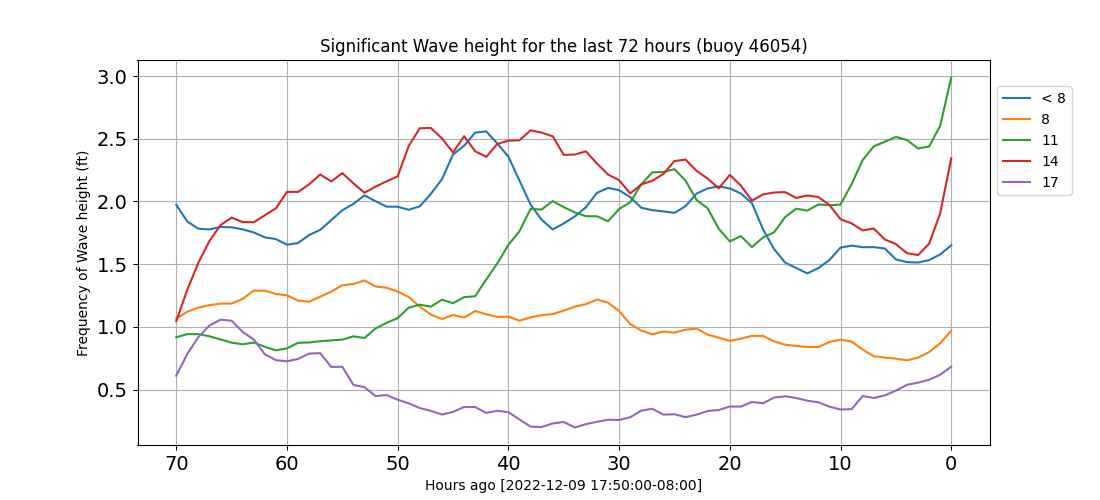 Significant Wave height for the last 72 hours (buoy 46054)
Frequency of Wave height (ft)
3.0
2.5
2.0
1.5
1.0
0.5
70 60 50 40 30 20 10 0
Hours ago [2022-12-09 17:50:00-08:00]
< 8
8
11
14
17